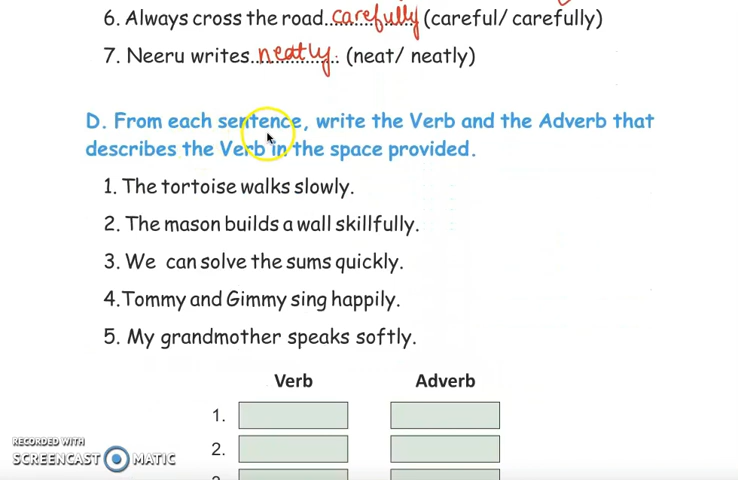 6. Always cross the road..carefully (careful/ carefully)
7. Neeru writes..neatly..: (neat/ neatly)
D. From each sentence, write the Verb and the Adverb that
describes the Verb in the space provided.
1. The tortoise walks slowly.
2. The mason builds a wall skillfully.
3. We can solve the sums quickly.
4.Tommy and Gimmy sing happily.
5. My grandmother speaks softly.
Verb Adverb
1.
2.
RECORDED WITH
SCREENCAST MATIC